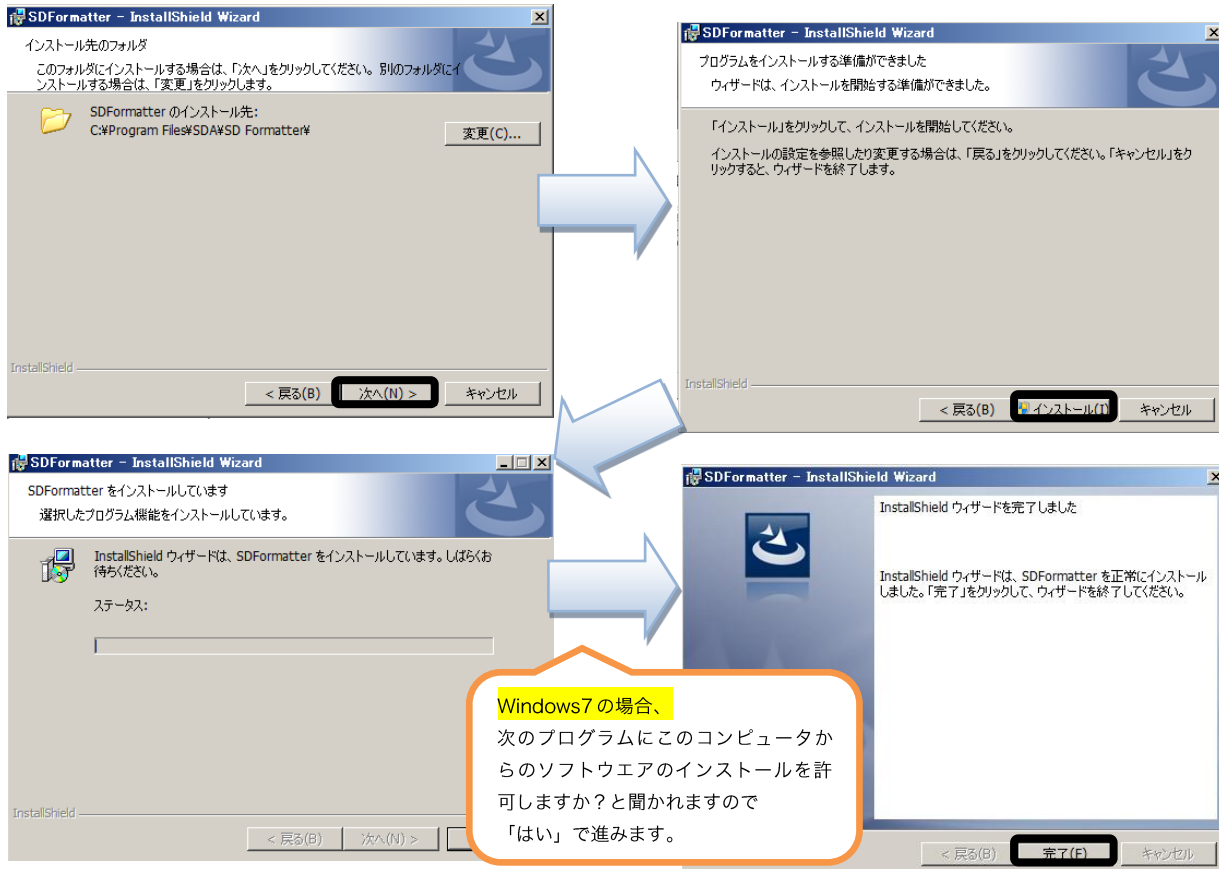 SDFormatter - InstallShield Wizard
インストール先のフォルダ
このフォルダにインストールする場合は、「次へ」をクリックしてください。別のフォルダにイ
ンストールする場合は、「変更」をクリックします。
SDFormatter のインストール先:
C:¥Program Files¥SDA¥SD Formatter¥
変更(C)...
InstallShield
< 戻る(B)
次へ(N) >
キャンセル
SDFormatter - InstallShield Wizard
プログラムをインストールする準備ができました
ウィザードは、インストールを開始する準備ができました。
「インストール」をクリックして、インストールを開始してください。
インストールの設定を参照したり変更する場合は、「戻る」をクリックしてください。「キャンセル」をク
リックすると、ウィザードを終了します。
InstallShield
< 戻る(B)
インストール(I)
キャンセル
SDFormatter - InstallShield Wizard
SDFormatter をインストールしています
選択したプログラム機能をインストールしています。
InstallShield ウィザードは、SDFormatter をインストールしています。しばらくお
待ちください。
ステータス:
InstallShield
< 戻る(B)
次へ(N) >
Windows7 の場合、
次のプログラムにこのコンピュータか
らのソフトウエアのインストールを許
可しますか？と聞かれますので
「はい」で進みます。
SDFormatter - InstallShield Wizard
InstallShield ウィザードを完了しました
InstallShield ウィザードは、SDFormatter を正常にインストール
しました。「完了」をクリックして、ウィザードを終了してください。
< 戻る(B)
完了(F)
キャンセル